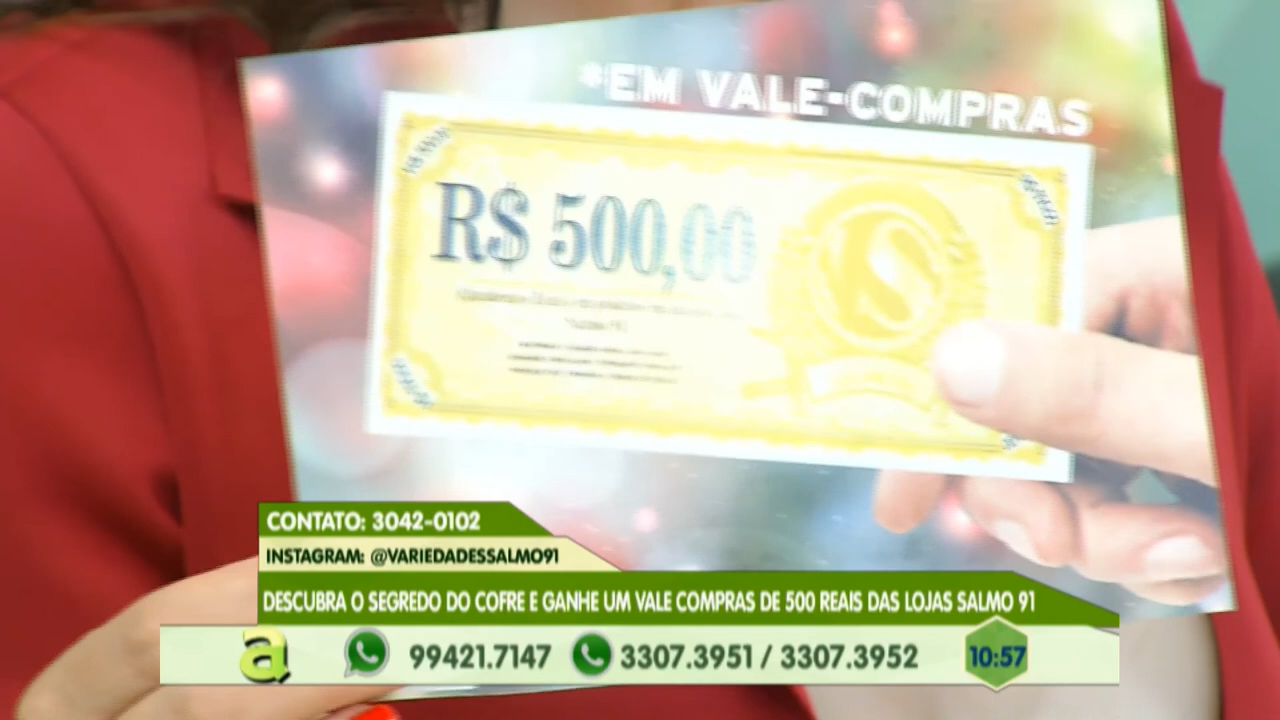 *EM VALE-COMPRAS
R$ 500,00
CONTATO: 3042-0102
INSTAGRAM: @VARIEDADESSALMO91
DESCUBRA O SEGREDO DO COFRE E GANHE UM VALE COMPRAS DE 500 REAIS DAS LOJAS SALMO 91
a 99421.7147 3307.3951 / 3307.3952 10:57